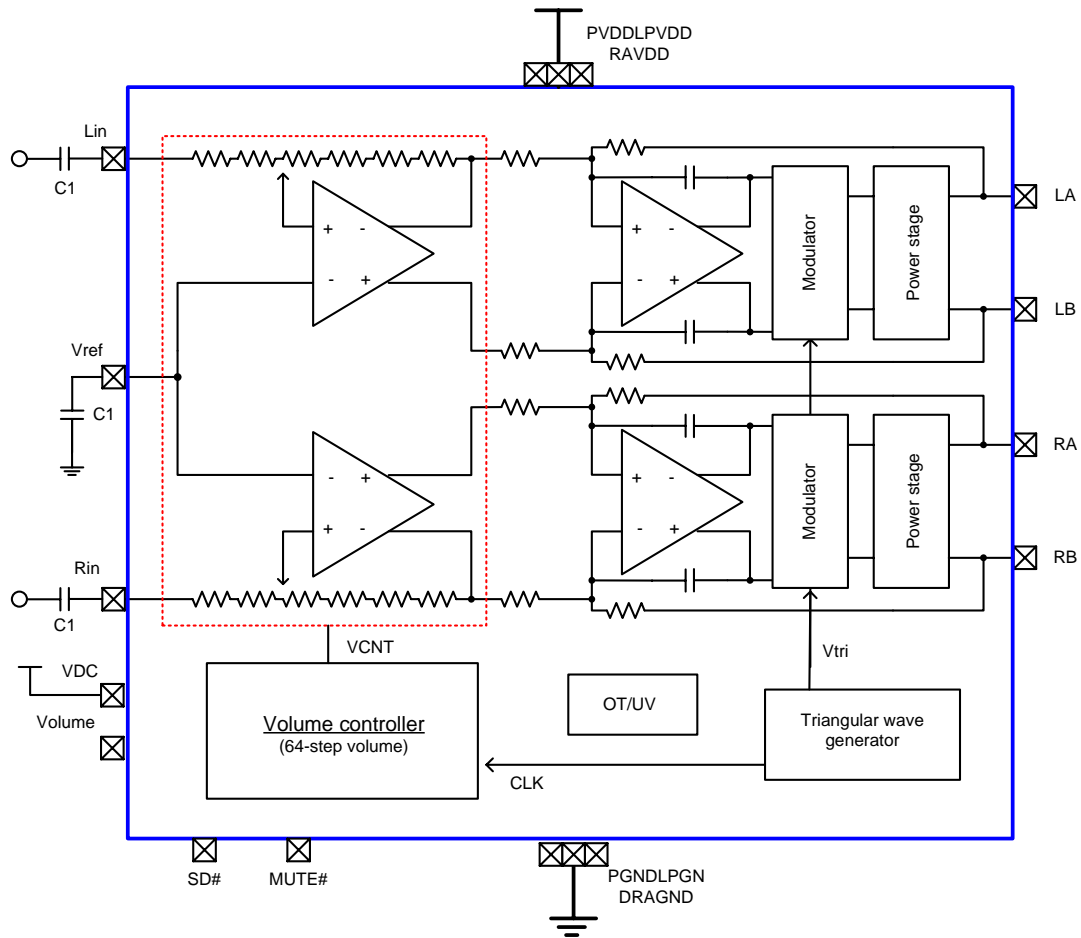 PVDDLPVDD
RAVDD
Lin
C1
+
-
-
+
+
-
-
+
Modulator
Power stage
LA
LB
Vref
C1
-
+
+
-
+
-
-
+
Modulator
Power stage
RA
RB
Rin
C1
VCNT
Vtri
VDC
Volume
Volume controller
(64-step volume)
OT/UV
Triangular wave
generator
CLK
SD#
MUTE#
PGNDLPGN
DRAGND